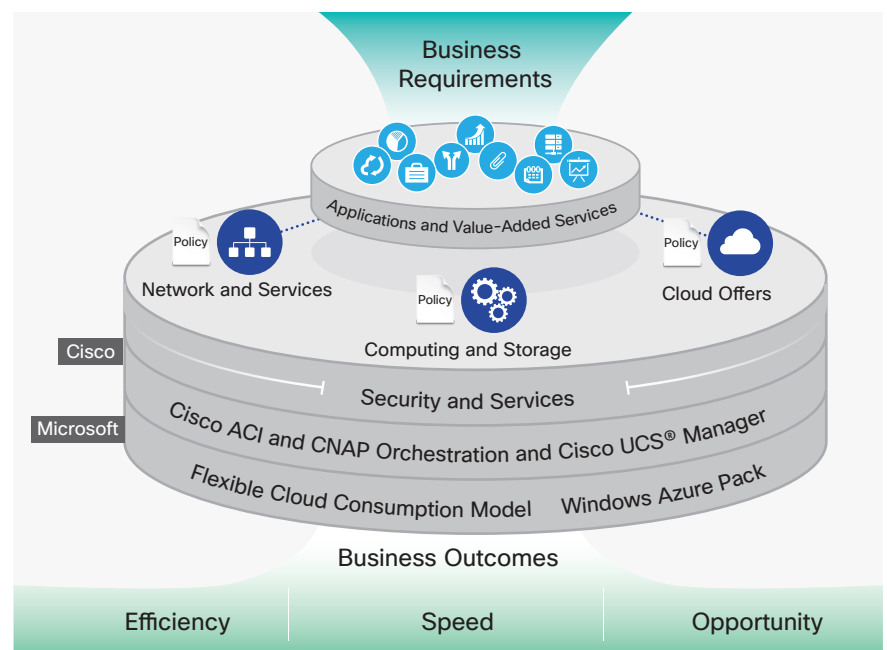 Business
Requirements
Applications and Value-Added Services
Policy
Network and Services
Policy
Cloud Offers
Policy
Computing and Storage
Cisco
Security and Services
Microsoft
Cisco ACI and CNAP Orchestration and Cisco UCS® Manager
Flexible Cloud Consumption Model Windows Azure Pack
Business Outcomes
Efficiency Speed Opportunity